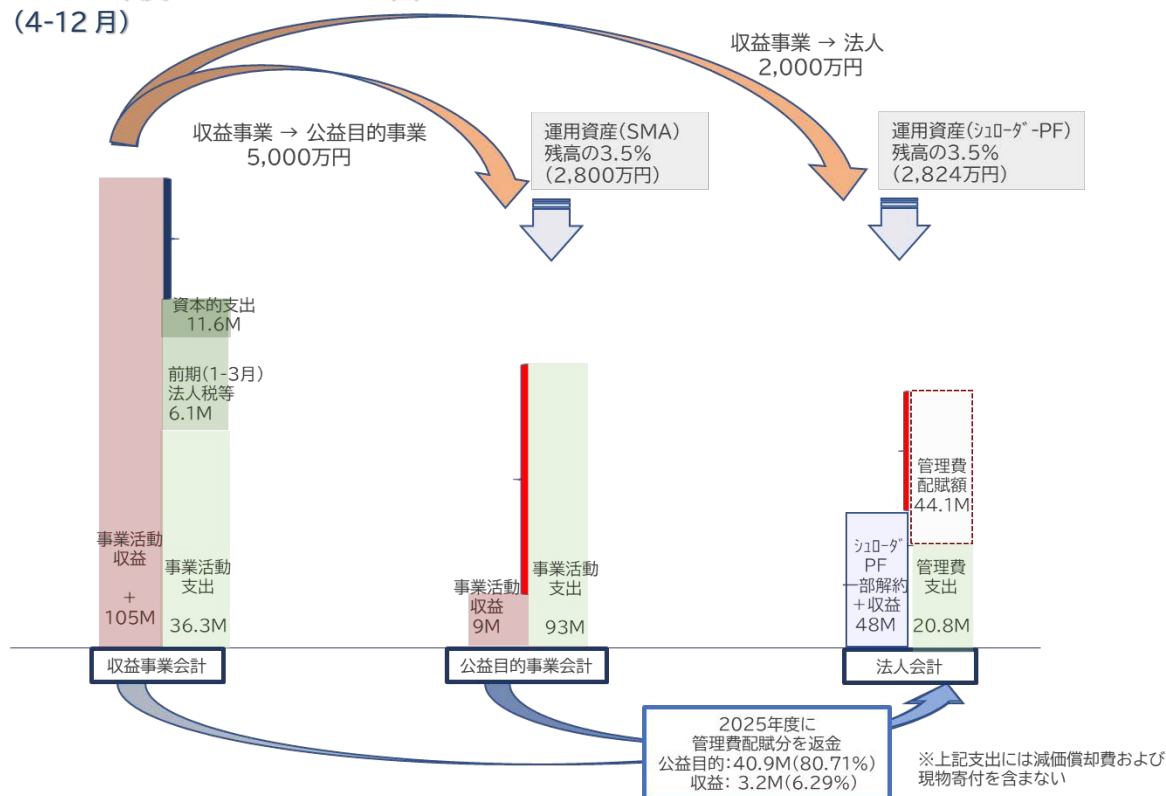 (4-12 月)
収益事業 → 法人
2,000万円
収益事業 → 公益目的事業
5,000万円
運用資産(SMA)
残高の3.5%
(2,800万円)
運用資産(ｼｭﾛｰﾀﾞ-PF)
残高の3.5%
(2,824万円)
資本的支出
11.6M
前期(1-3月)
法人税等
6.1M
事業活動
収益
+
105M
事業活動
支出
36.3M
事業活動
収益
9M
事業活動
支出
93M
ｼｭﾛｰﾀﾞ
PF
一部解約
+収益
48M
管理費
配賦額
44.1M
管理費
支出
20.8M
収益事業会計
公益目的事業会計
法人会計
2025年度に
管理費配賦分を返金
公益目的:40.9M(80.71%)
収益: 3.2M(6.29%)
※上記支出には減価償却費および
現物寄付を含まない